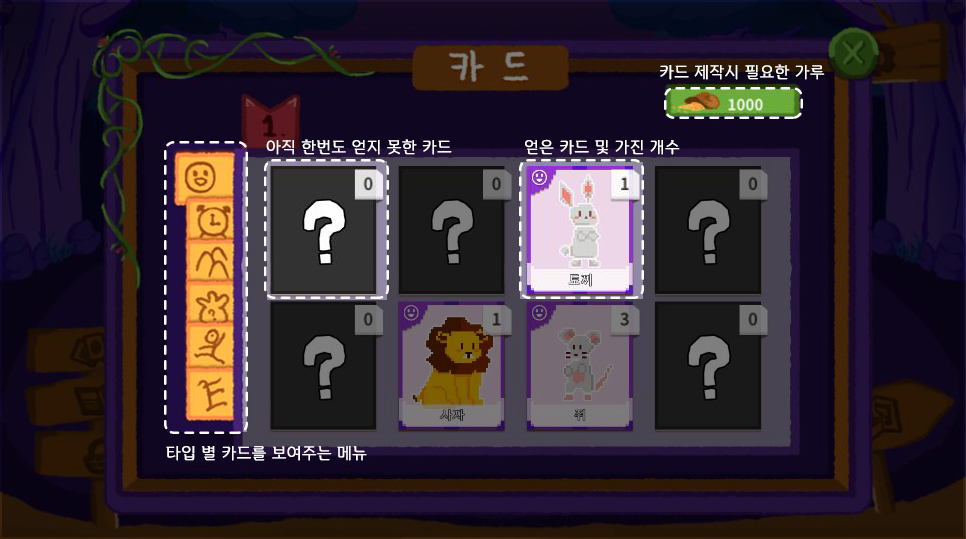 카드
카드 제작시 필요한 가루
1000
1.
아직 한번도 얻지 못한 카드
얻은 카드 및 가진 개수
0
0
1
0
토끼
0
1
3
0
사자
쥐
타입 별 카드를 보여주는 메뉴